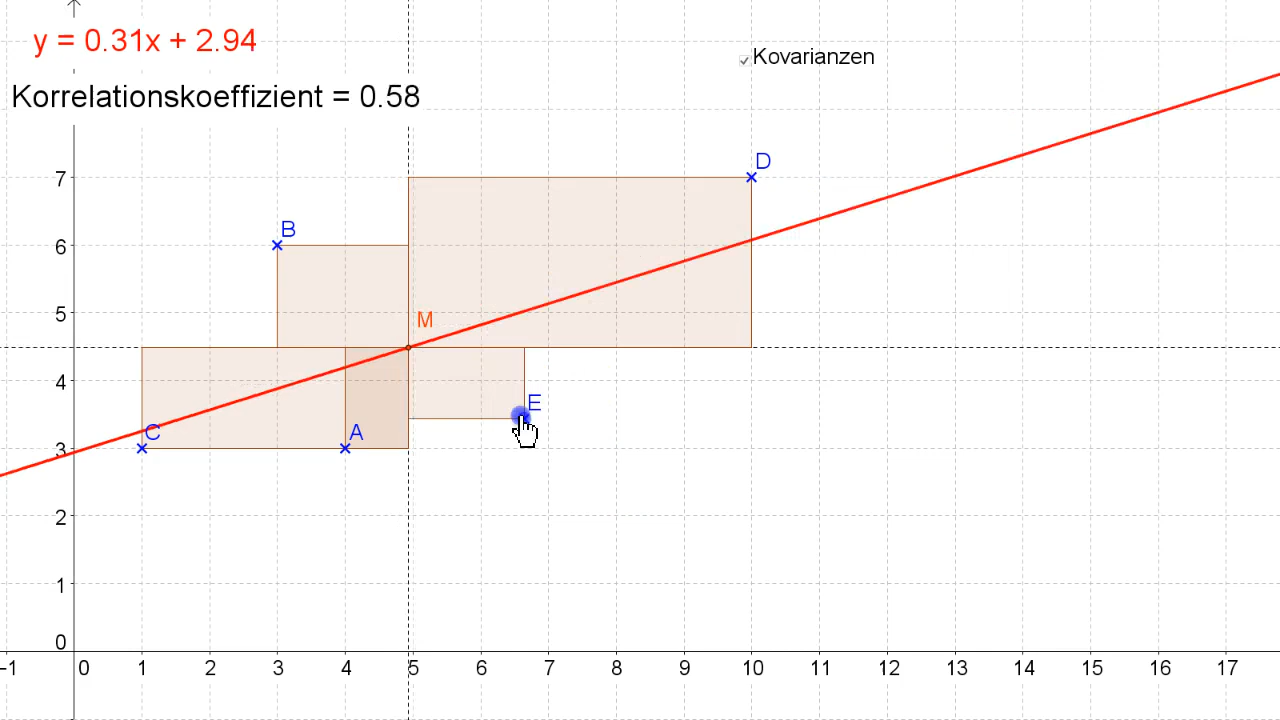 y = 0.31x + 2.94
Kovarianzen
Korrelationskoeffizient = 0.58
D
7
B
6
5
M
4
E
C
A
3
2
1
0
-1 0 1 2 3 4 5 6 7 8 9 10 11 12 13 14 15 16 17